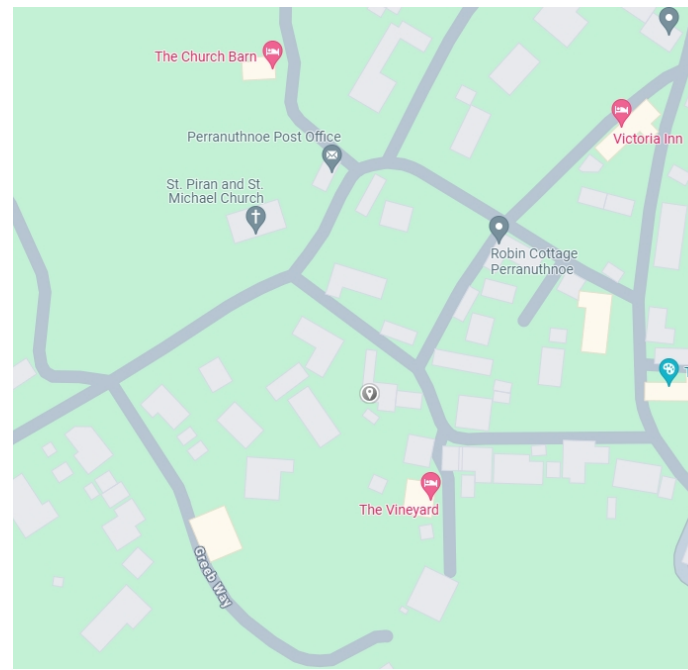 The Church Barn
Perranuthnoe Post Office
Victoria Inn
St. Piran and St.
Michael Church
Robin Cottage
Perranuthnoe
T
The Vineyard
Greeb Way